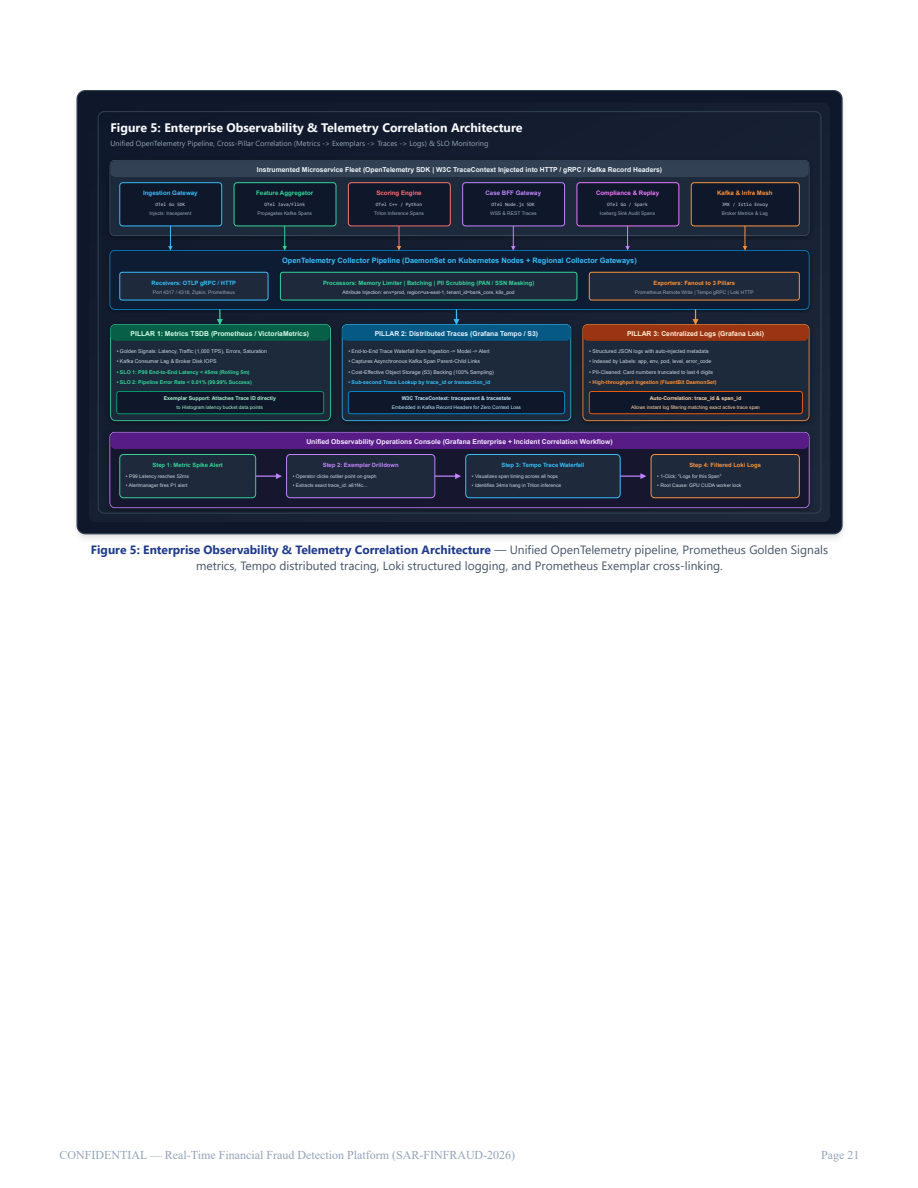 Figure 5: Enterprise Observability & Telemetry Correlation Architecture
Unified OpenTelemetry Pipeline, Cross-Pillar Correlation (Metrics -> Exemplars -> Traces -> Logs) & SLO Monitoring
Instrumented Microservice Fleet (OpenTelemetry SDK | W3C TraceContext Injected into HTTP / gRPC / Kafka Record Headers)
Ingestion Gateway
OTel Go SDK
Injects: transparent
Feature Aggregator
OTel Java/Flink
Propagates Kafka Spans
Scoring Engine
OTel C++ / Python
Triton Inference Spans
Case BFF Gateway
OTel Node.js SDK
WSS & REST Traces
Compliance & Replay
OTel Go / Spark
Iceberg Sink Audit Spans
Kafka & Infra Mesh
JMX / Istio Envoy
Broker Metrics & Lag
OpenTelemetry Collector Pipeline (DaemonSet on Kubernetes Nodes + Regional Collector Gateways)
Receivers: OTLP gRPC / HTTP
Port 4317 / 4318, Zipkin, Prometheus
Processors: Memory Limiter | Batching | PII Scrubbing (PAN / SSN Masking)
Attribute Injection: env=prod, region=us-east-1, tenant_id=bank_core, k8s_pod
Exporters: Fanout to 3 Pillars
Prometheus Remote Write | Tempo gRPC | Loki HTTP
PILLAR 1: Metrics TSDB (Prometheus / VictoriaMetrics)
• Golden Signals: Latency, Traffic (1,000 TPS), Errors, Saturation
• Kafka Consumer Lag & Broker Disk IOPS
• SLO 1: P99 End-to-End Latency < 45ms (Rolling 5m)
• SLO 2: Pipeline Error Rate < 0.01% (99.99% Success)
Exemplar Support: Attaches Trace ID directly
to Histogram latency bucket data points
PILLAR 2: Distributed Traces (Grafana Tempo / S3)
• End-to-End Trace Waterfall from Ingestion -> Model -> Alert
• Captures Asynchronous Kafka Span Parent-Child Links
• Cost-Effective Object Storage (S3) Backing (100% Sampling)
• Sub-second Trace Lookup by trace_id or transaction_id
W3C TraceContext: traceparent & tracestate
Embedded in Kafka Record Headers for Zero Context Loss
PILLAR 3: Centralized Logs (Grafana Loki)
• Structured JSON logs with auto-injected metadata
• Indexed by Labels: app, env, pod, level, error_code
• PII-Cleaned: Card numbers truncated to last 4 digits
• High-throughput Ingestion (FluentBit DaemonSet)
Auto-Correlation: trace_id & span_id
Allows instant log filtering matching exact active trace span
Unified Observability Operations Console (Grafana Enterprise + Incident Correlation Workflow)
Step 1: Metric Spike Alert
• P99 Latency reaches 52ms
• Alertmanager fires P1 alert
Step 2: Exemplar Drilldown
• Operator clicks outlier point on graph
• Extracts exact trace_id:
Step 3: Tempo Trace Waterfall
• Visualizes span timing across all hops
• Identifies 34ms hang in Triton inference
Step 4: Filtered Loki Logs
• 1-Click: "Logs for this Span"
• Root Cause: GPU CUDA worker lock
Figure 5: Enterprise Observability & Telemetry Correlation Architecture — Unified OpenTelemetry pipeline, Prometheus Golden Signals
metrics, Tempo distributed tracing, Loki structured logging, and Prometheus Exemplar cross-linking.
CONFIDENTIAL — Real-Time Financial Fraud Detection Platform (SAR-FINFRAUD-2026)
Page 21